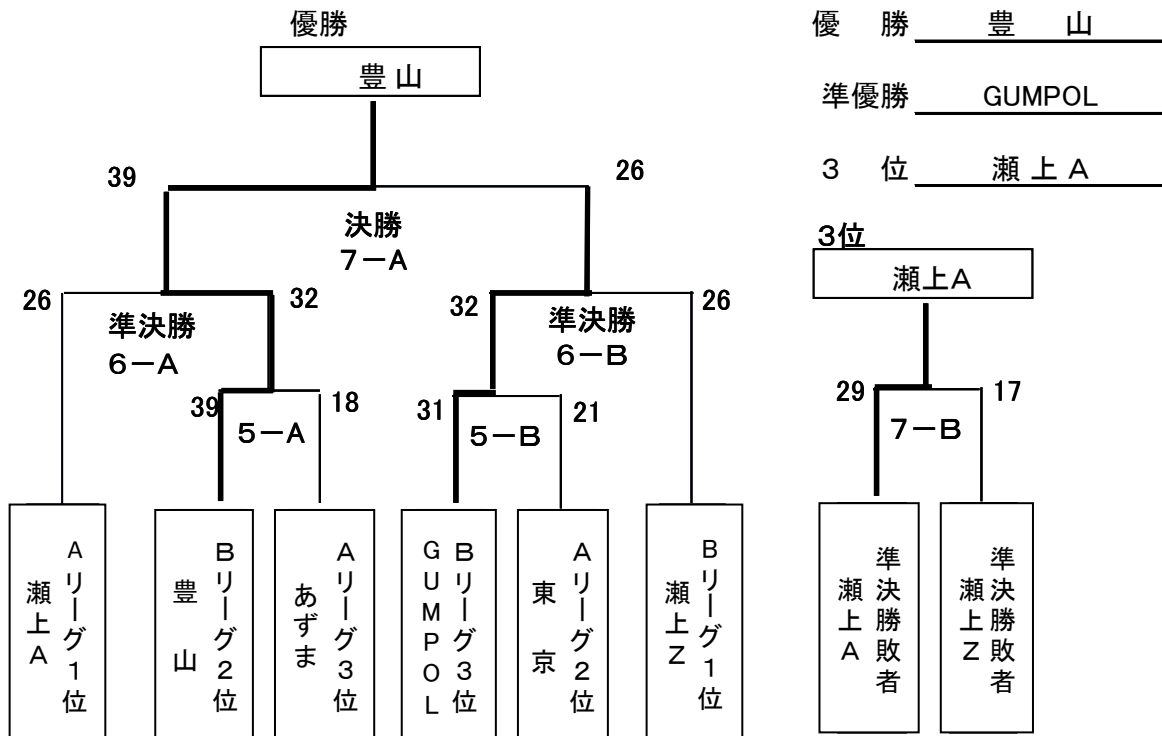 優勝
豊 山
39
26
決勝
7－A
26
32
準決勝
6－A
32
26
準決勝
6－B
39
18
5－A
31
21
5－B
Aリーグ1位
瀬上A
Bリーグ2位
豊山
Aリーグ3位
あずま
Bリーグ3位
GUMPOL
Aリーグ2位
東京
Bリーグ1位
瀬上Z
優 勝 豊 山
準優勝 GUMPOL
3 位 瀬 上 A
3位
瀬上A
29
17
7－B
準決勝敗者
瀬上A
準決勝敗者
瀬上Z